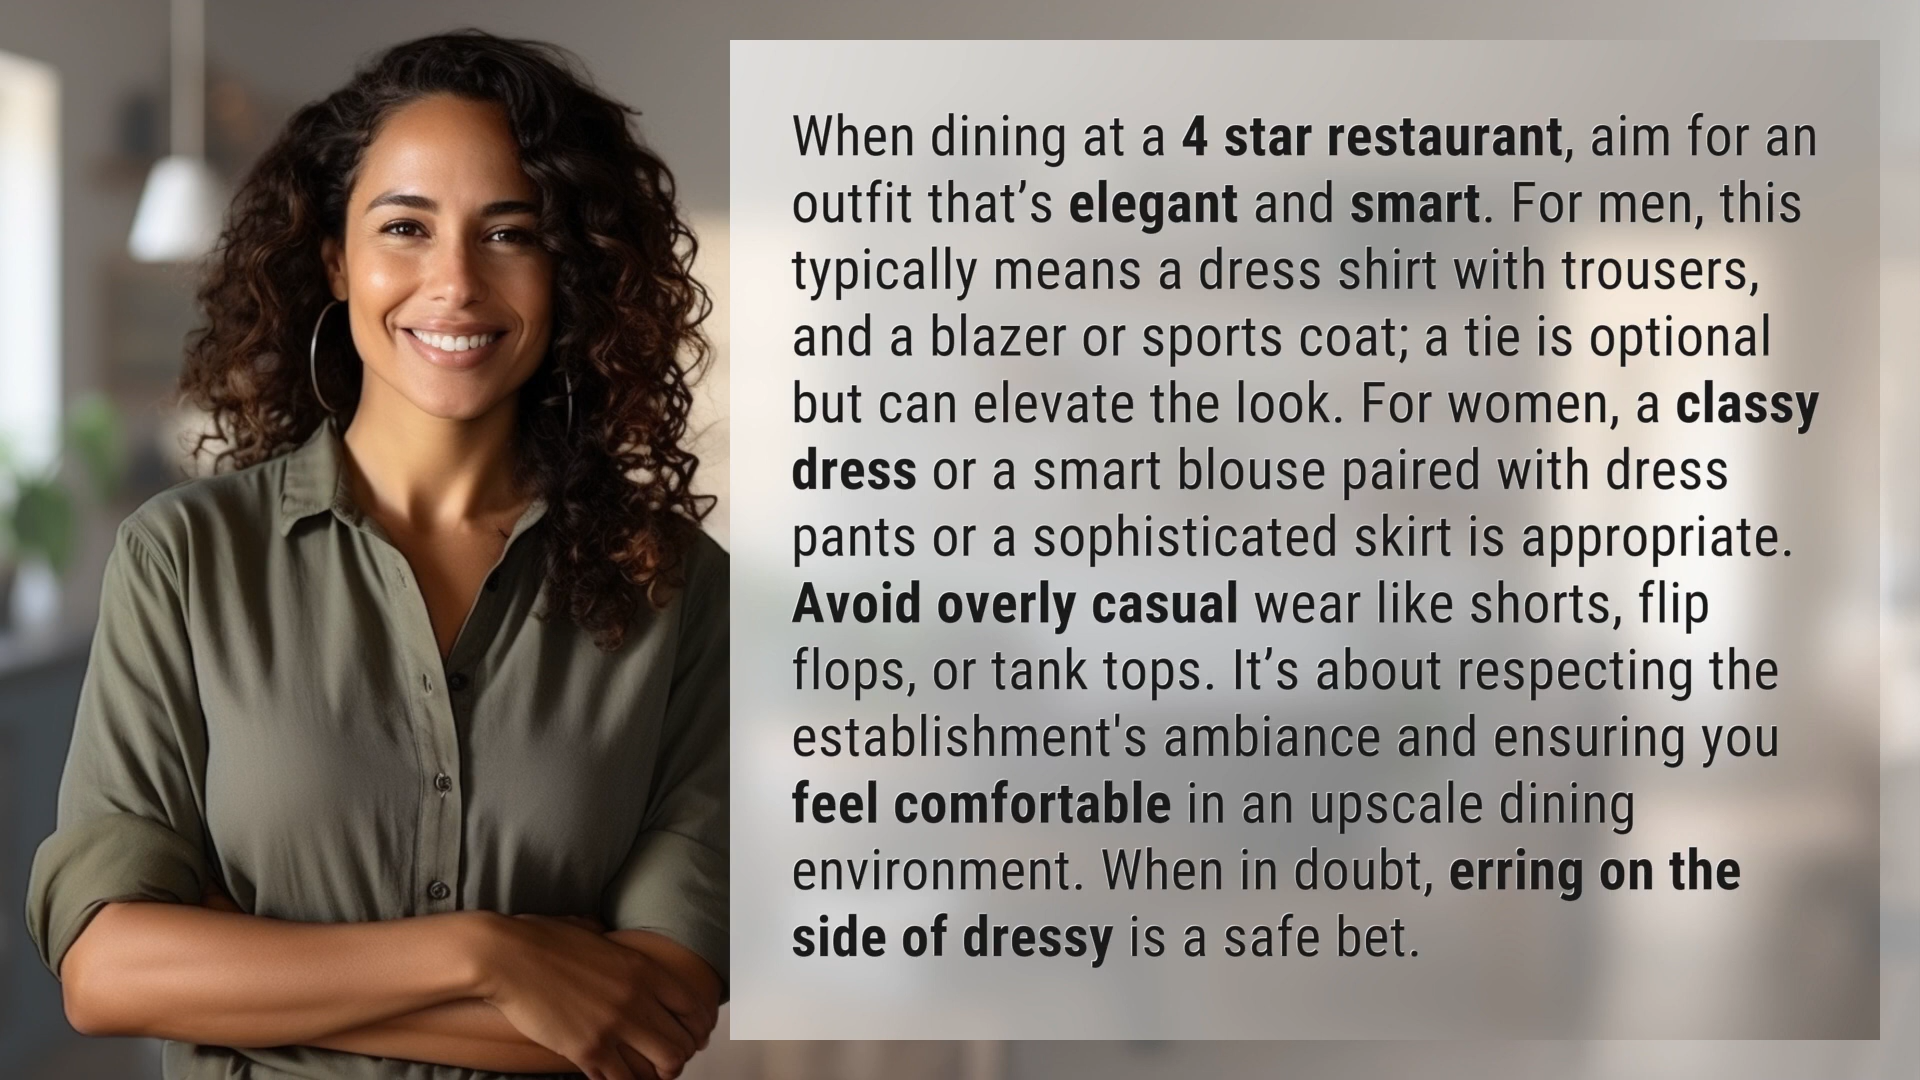 When dining at a 4 star restaurant, aim for an
outfit that’s elegant and smart. For men, this
typically means a dress shirt with trousers,
and a blazer or sports coat; a tie is optional
but can elevate the look. For women, a classy
dress or a smart blouse paired with dress
pants or a sophisticated skirt is appropriate.
Avoid overly casual wear like shorts, flip
flops, or tank tops. It’s about respecting the
establishment's ambiance and ensuring you
feel comfortable in an upscale dining
environment. When in doubt, erring on the
side of dressy is a safe bet.